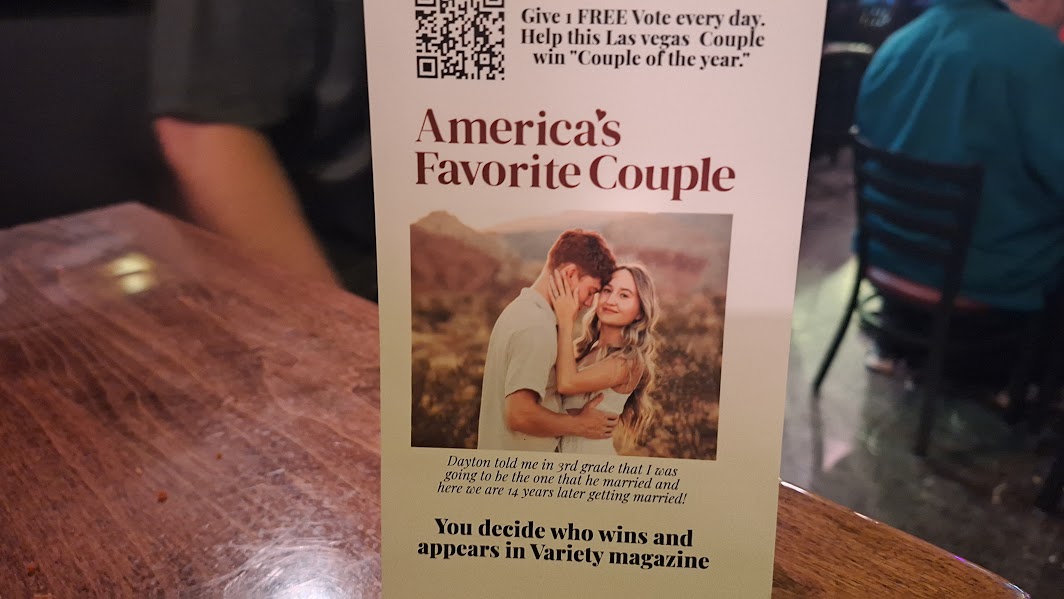 Give 1 FREE Vote every day.
Help this Las vegas Couple
win "Couple of the year."
America's
Favorite Couple
Dayton told me in 3rd grade that I was
going to be the one that he married and
here we are 14 years later getting married!
You decide who wins and
appears in Variety magazine